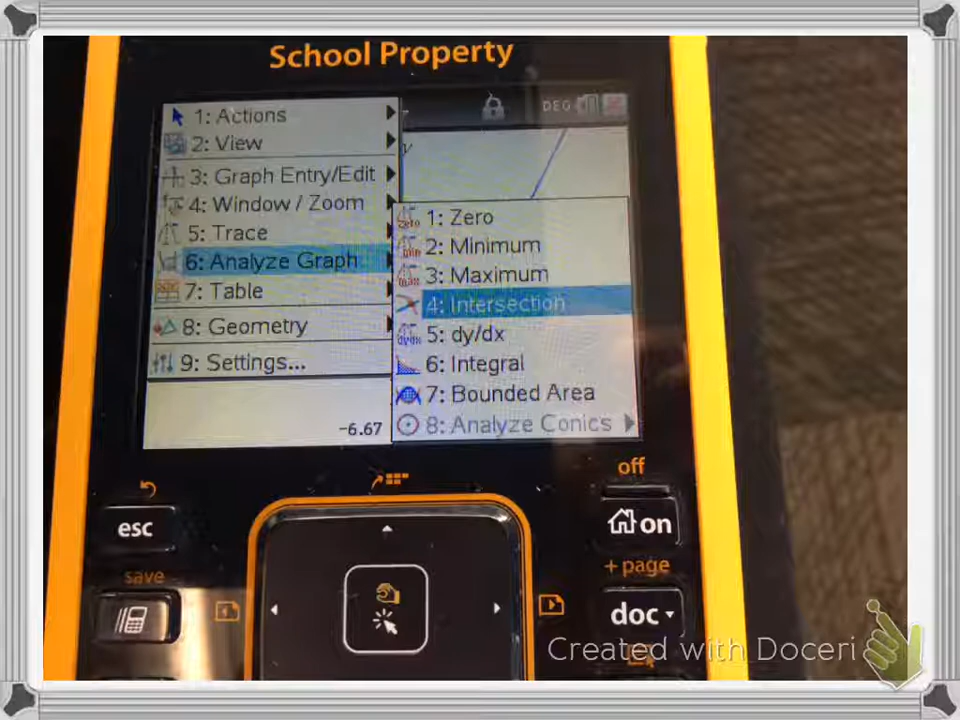 School Property
1: Actions
2: View
3: Graph Entry/Edit
4: Window / Zoom
5: Trace
6: Analyze Graph
7: Table
8: Geometry
9: Settings...
DEG
y
1: Zero
2: Minimum
3: Maximum
4: Intersection
5: dy/dx
6: Integral
7: Bounded Area
8: Analyze Conics
-6.67
off
esc
on
save
+ page
doc
Created with Doceri